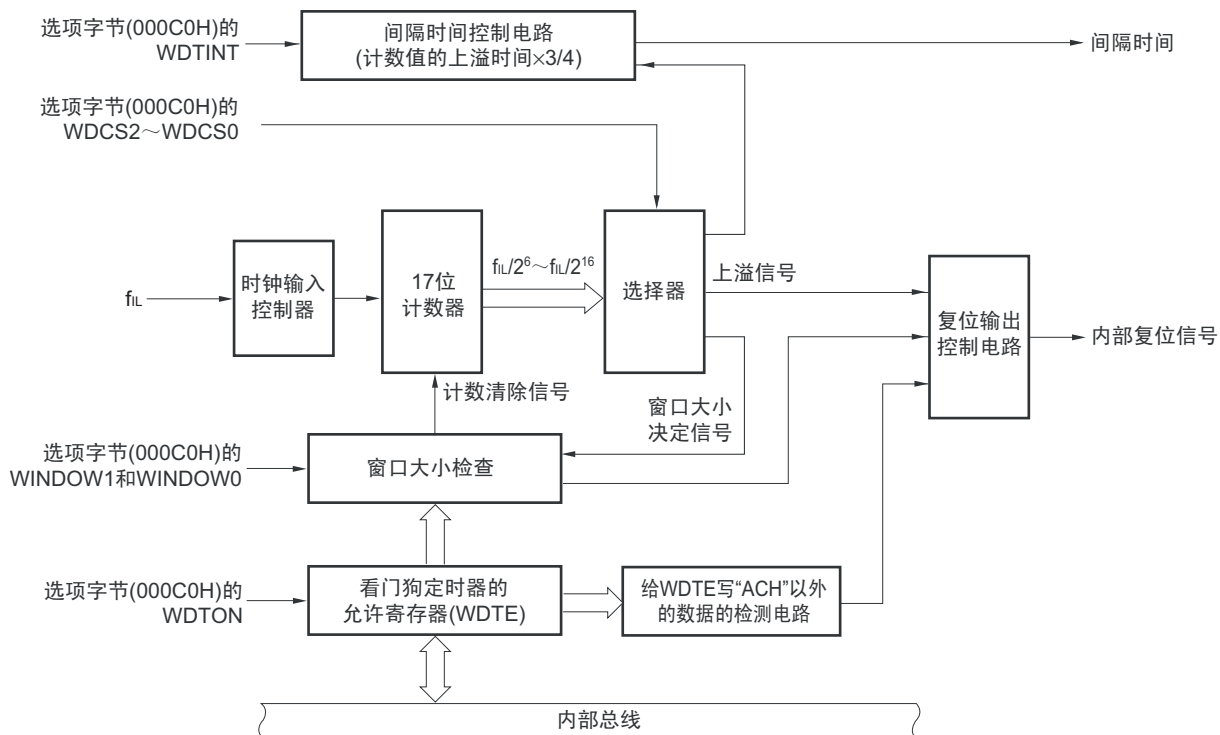 选项字节(000C0H)的
WDTINT
间隔时间控制电路
(计数值的上溢时间×3/4)
间隔时间
选项字节(000C0H)的
WDCS2～WDCS0
fIL
时钟输入
控制器
17位
计数器
fIL/2⁶～fIL/2¹⁶
选择器
上溢信号
复位输出
控制电路
内部复位信号
计数清除信号
窗口大小
决定信号
选项字节(000C0H)的
WINDOW1和WINDOW0
窗口大小检查
选项字节(000C0H)的
WDTON
看门狗定时器的
允许寄存器(WDTE)
给WDTE写“ACH”以外
的数据的检测电路
内部总线